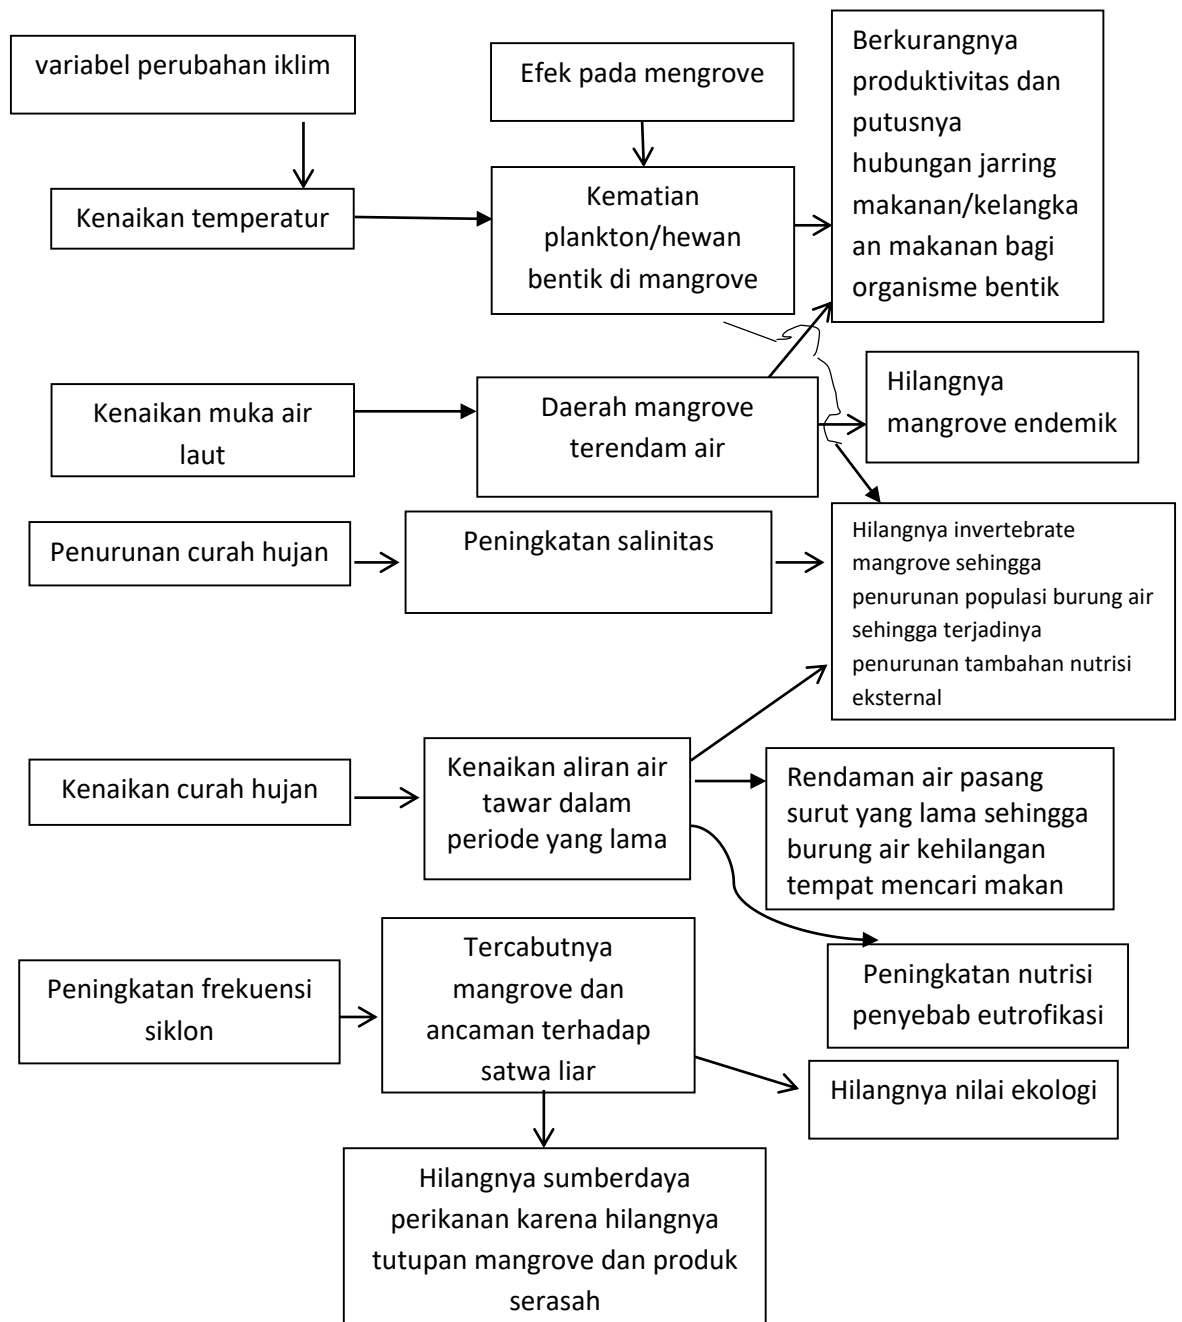 variabel perubahan iklim
Efek pada mengrove
Berkurangnya
produktivitas dan
putusnya
hubungan jarring
makanan/kelangka
an makanan bagi
organisme bentik
Kenaikan temperatur
Kematian
plankton/hewan
bentik di mangrove
Kenaikan muka air
laut
Daerah mangrove
terendam air
Hilangnya
mangrove endemik
Penurunan curah hujan
Peningkatan salinitas
Hilangnya invertebrate
mangrove sehingga
penurunan populasi burung air
sehingga terjadinya
penurunan tambahan nutrisi
eksternal
Kenaikan curah hujan
Kenaikan aliran air
tawar dalam
periode yang lama
Rendaman air pasang
surut yang lama sehingga
burung air kehilangan
tempat mencari makan
Peningkatan nutrisi
penyebab eutrofikasi
Peningkatan frekuensi
siklon
Tercabutnya
mangrove dan
ancaman terhadap
satwa liar
Hilangnya nilai ekologi
Hilangnya sumberdaya
perikanan karena hilangnya
tutupan mangrove dan produk
serasah